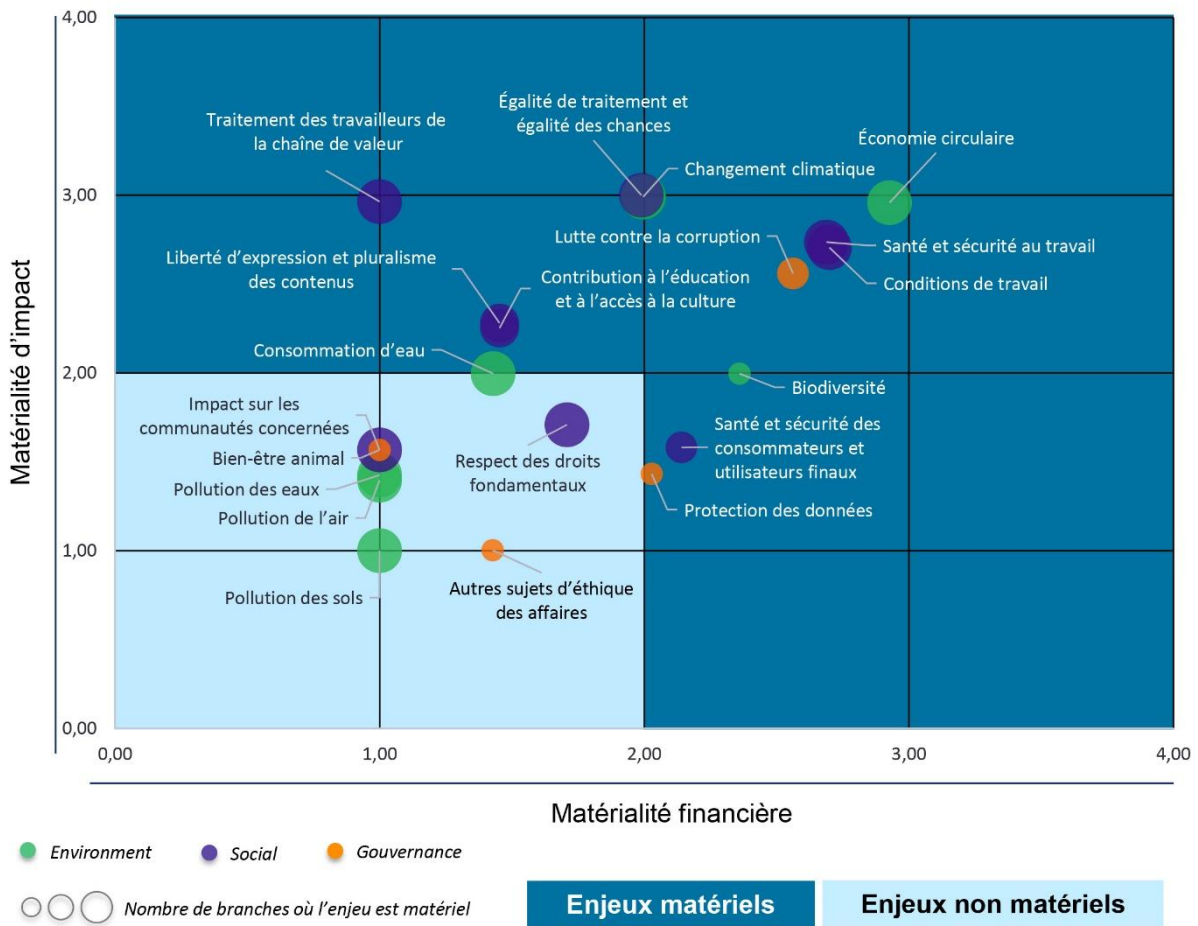 4,00
Matérialité d'impact
Égalité de traitement et
égalité des chances
Traitement des travailleurs de
la chaîne de valeur
Économie circulaire
Changement climatique
3,00
Lutte contre la corruption
Santé et sécurité au travail
Liberté d'expression et pluralisme
des contenus
Contribution à l'éducation
et à l'accès à la culture
Conditions de travail
Consommation d'eau
2,00
Biodiversité
Impact sur les
communautés concernées
Bien-être animal
Pollution des eaux
Pollution de l'air
Respect des droits
fondamentaux
Santé et sécurité des
consommateurs et
utilisateurs finaux
Protection des données
1,00
Pollution des sols
Autres sujets d'éthique
des affaires
0,00
0,00
1,00
2,00
3,00
4,00
Matérialité financière
Environment
Social
Gouvernance
Nombre de branches où l'enjeu est matériel
Enjeux matériels
Enjeux non matériels